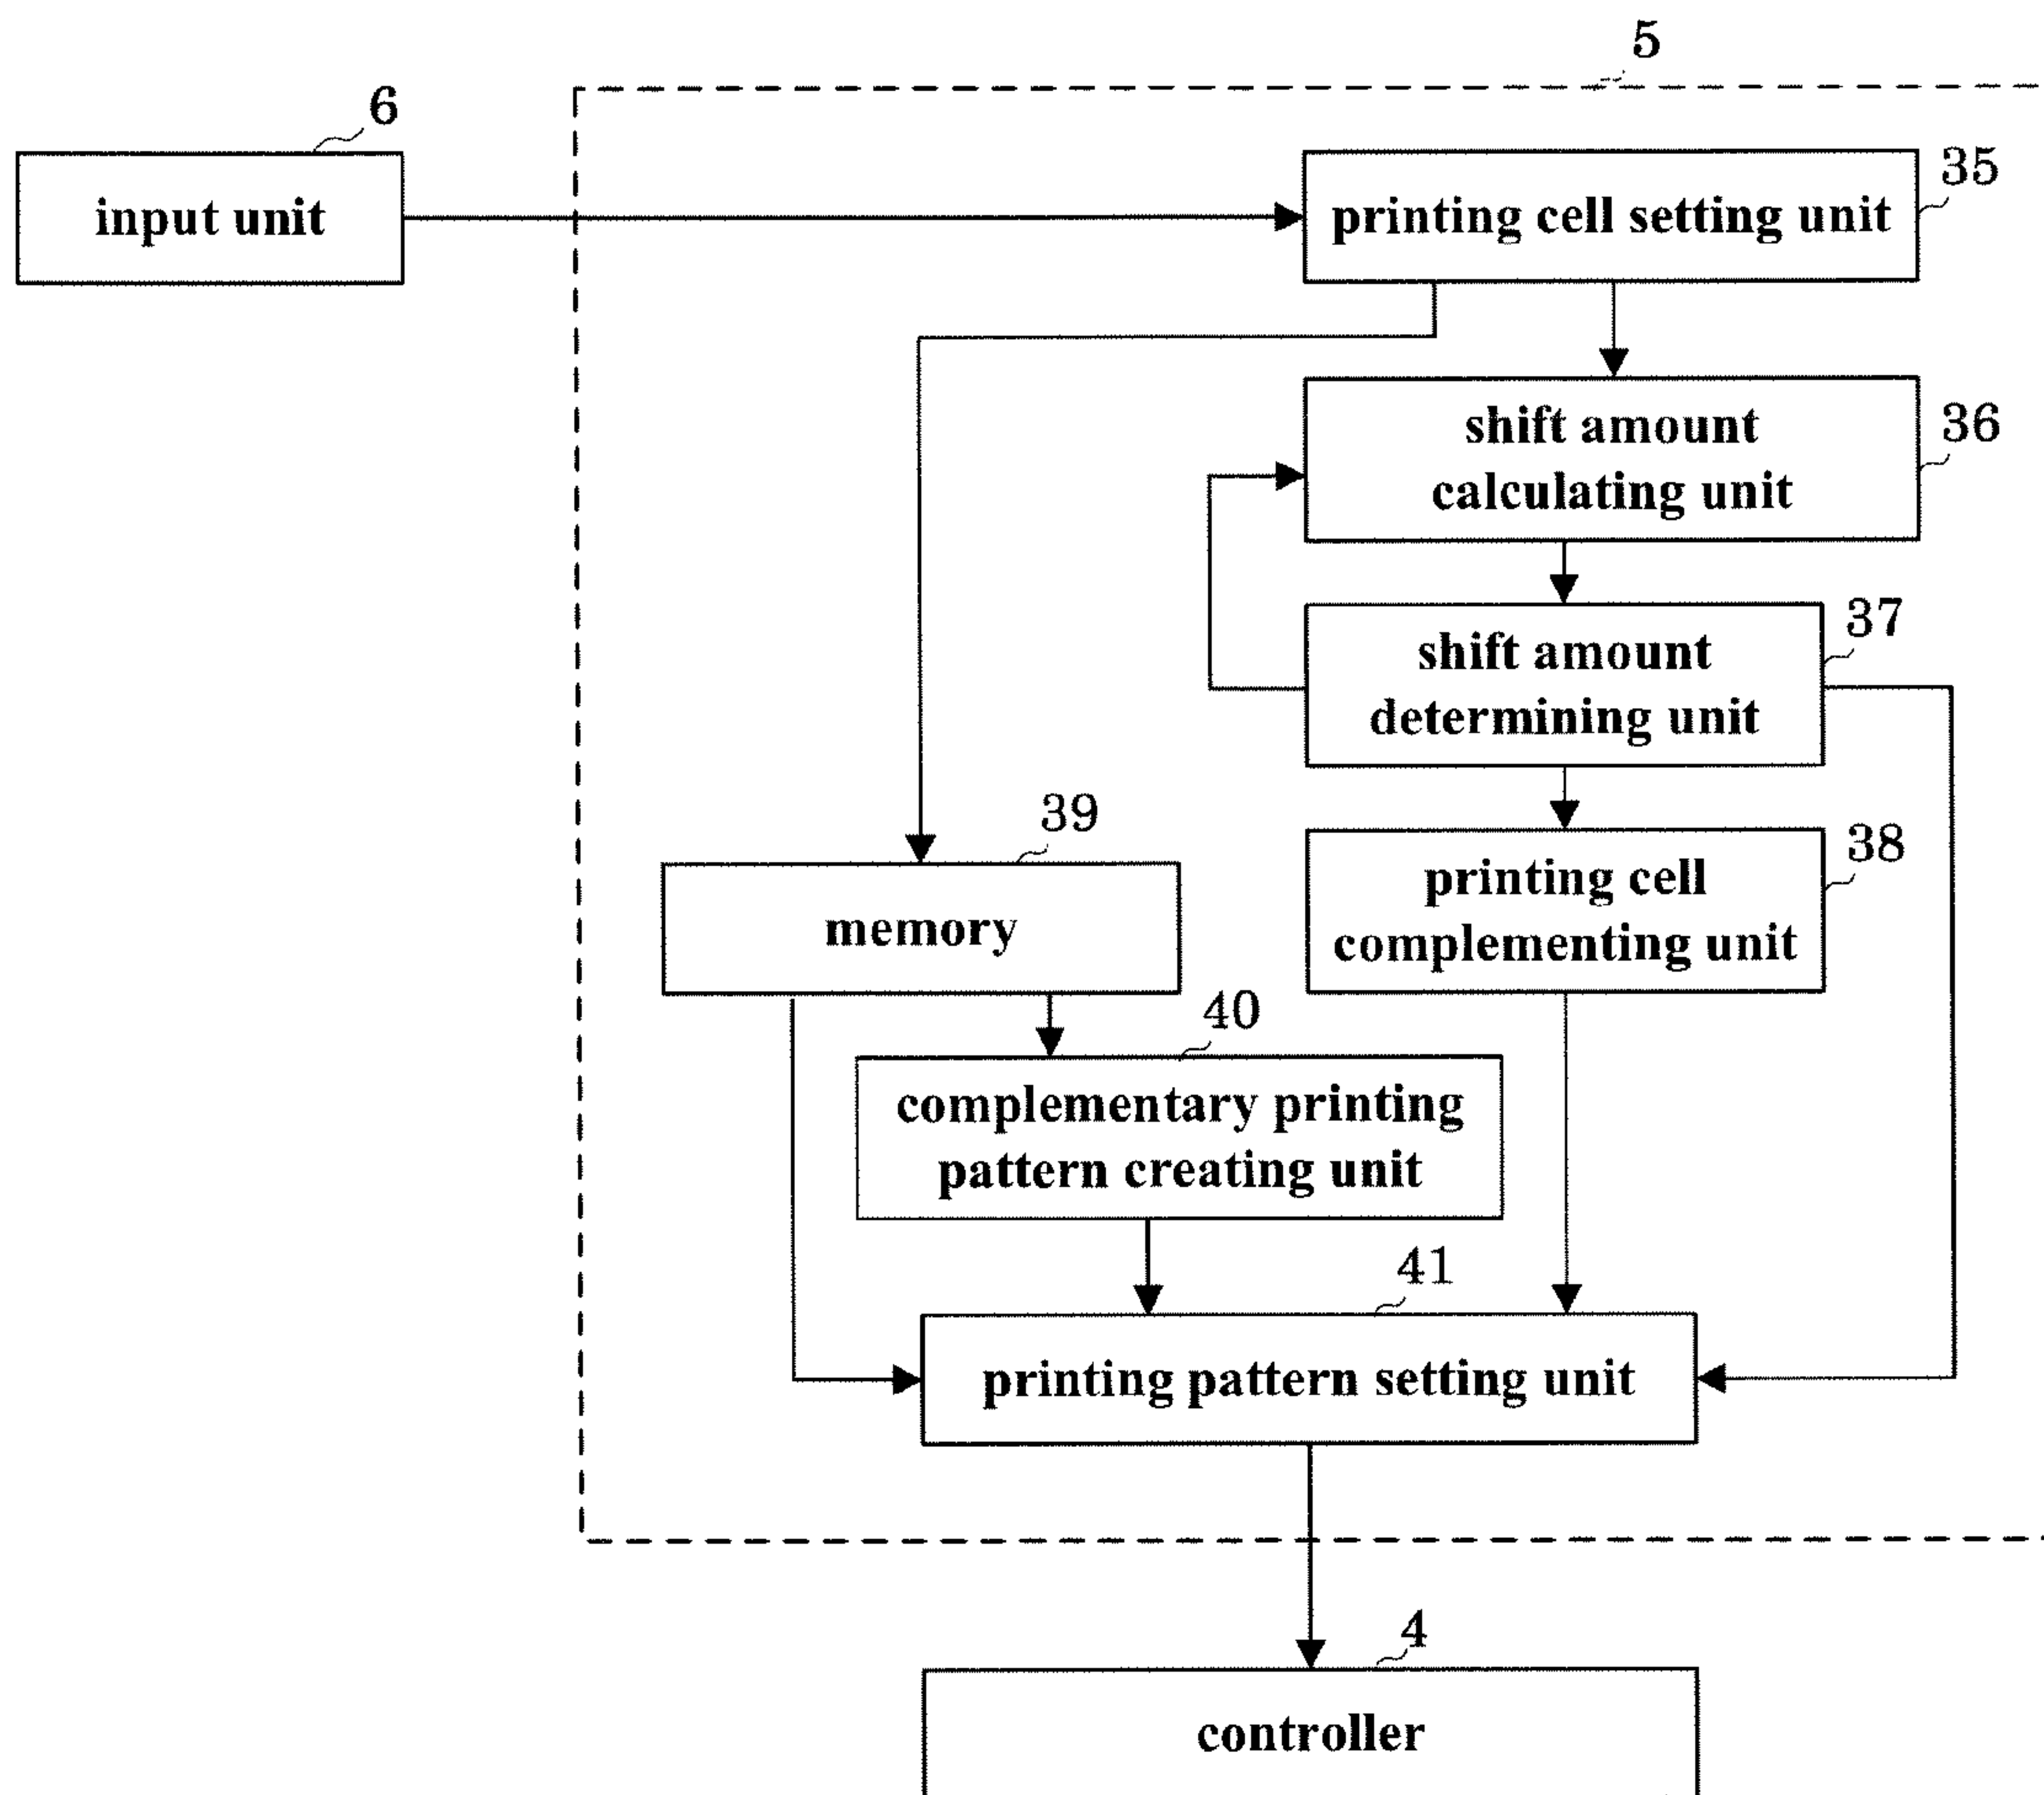 5
6
input unit
35
printing cell setting unit
36
shift amount
calculating unit
37
shift amount
determining unit
39
memory
38
printing cell
complementing unit
40
complementary printing
pattern creating unit
41
printing pattern setting unit
4
controller